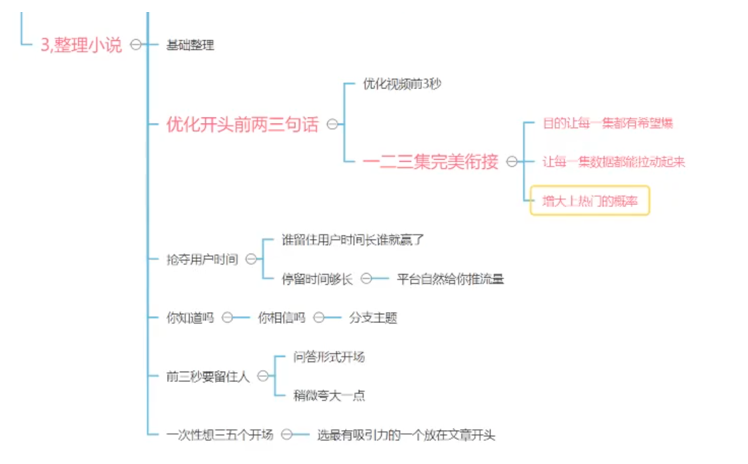 3,整理小说
基础整理
优化开头前两三句话
优化视频前3秒
一二三集完美衔接
目的让每一集都有希望爆
让每一集数据都能拉动起来
增大上热门的概率
抢夺用户时间
谁留住用户时间长谁就赢了
停留时间够长
平台自然给你推流量
你知道吗
你相信吗
分支主题
前三秒要留住人
问答形式开场
稍微夸大一点
一次性想三五个开场
选最有吸引力的一个放在文章开头